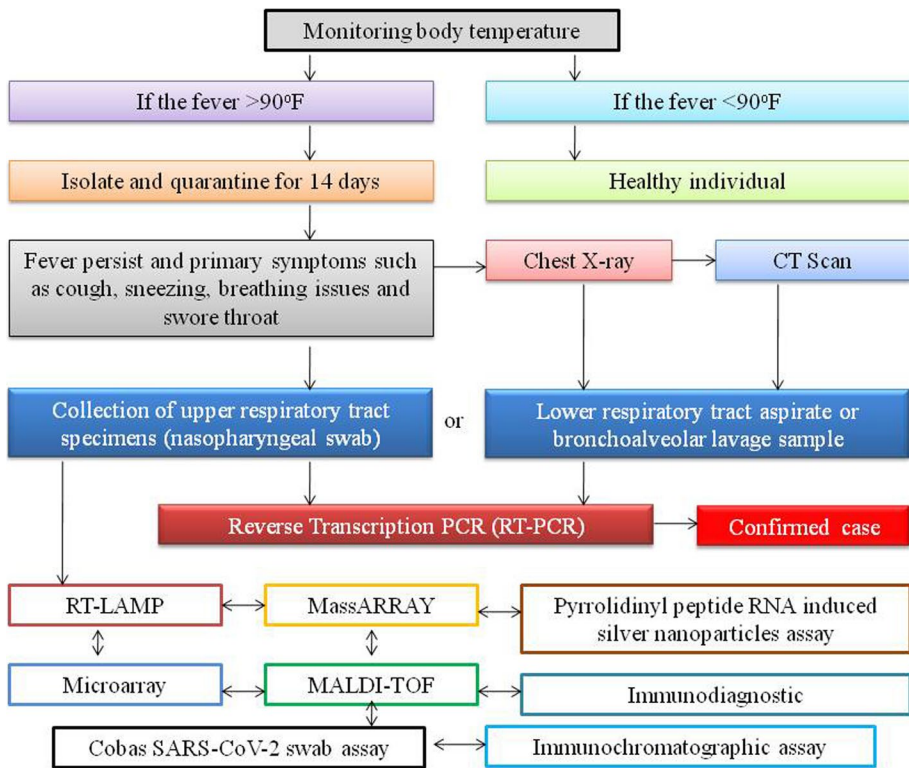 Monitoring body temperature
If the fever >90ºF
If the fever <90ºF
Isolate and quarantine for 14 days
Healthy individual
Fever persist and primary symptoms such
as cough, sneezing, breathing issues and
swore throat
Chest X-ray
CT Scan
Collection of upper respiratory tract
specimens (nasopharyngeal swab)
or
Lower respiratory tract aspirate or
bronchoalveolar lavage sample
Reverse Transcription PCR (RT-PCR)
Confirmed case
RT-LAMP
MassARRAY
Pyrrolidinyl peptide RNA induced
silver nanoparticles assay
Microarray
MALDI-TOF
Immunodiagnostic
Cobas SARS-CoV-2 swab assay
Immunochromatographic assay